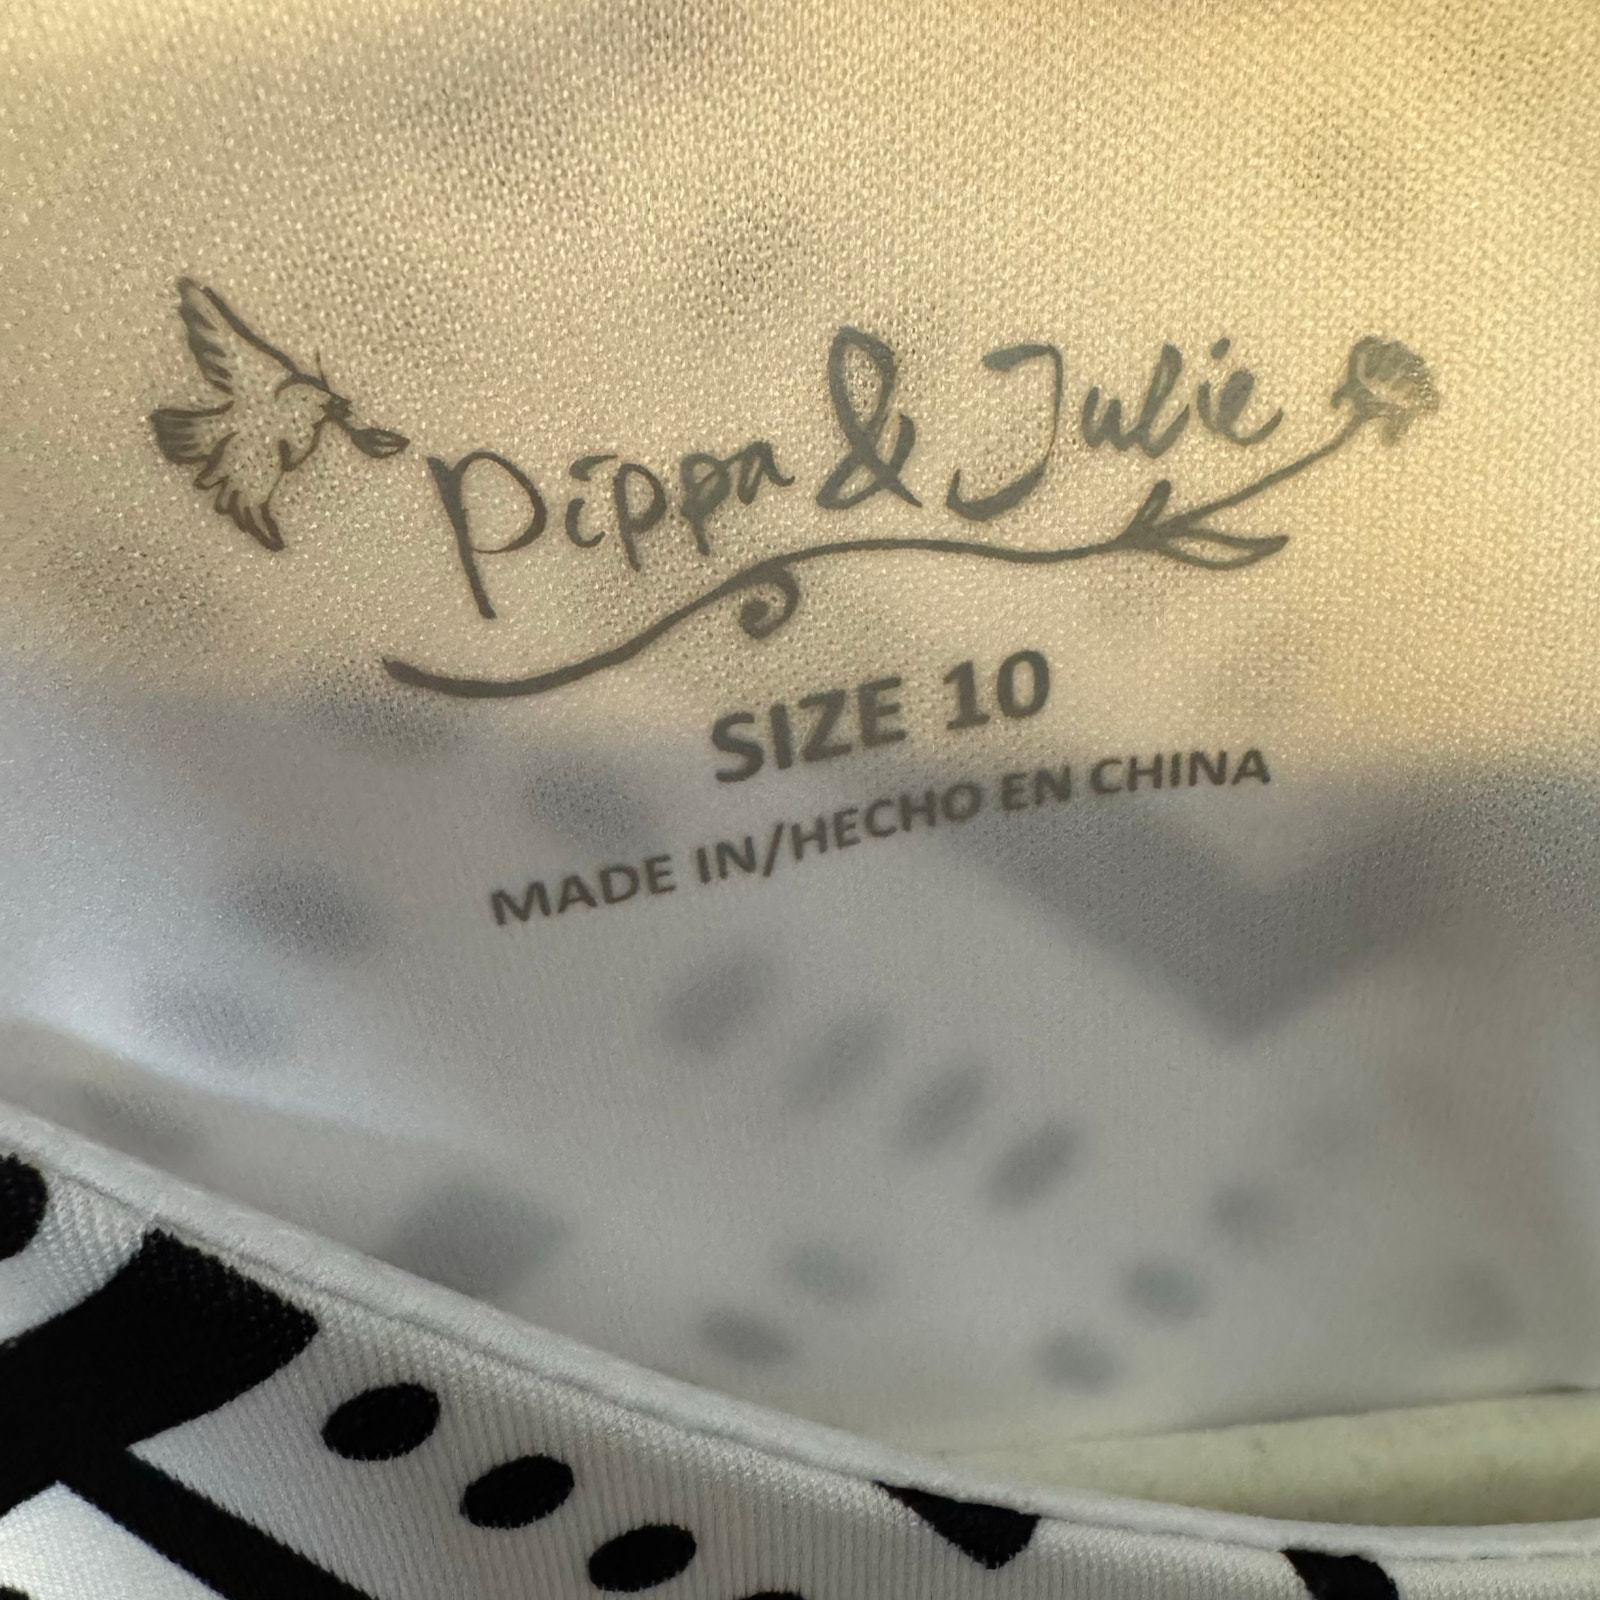 Pippa & Julie
SIZE 10
MADE IN/HECHO EN CHINA